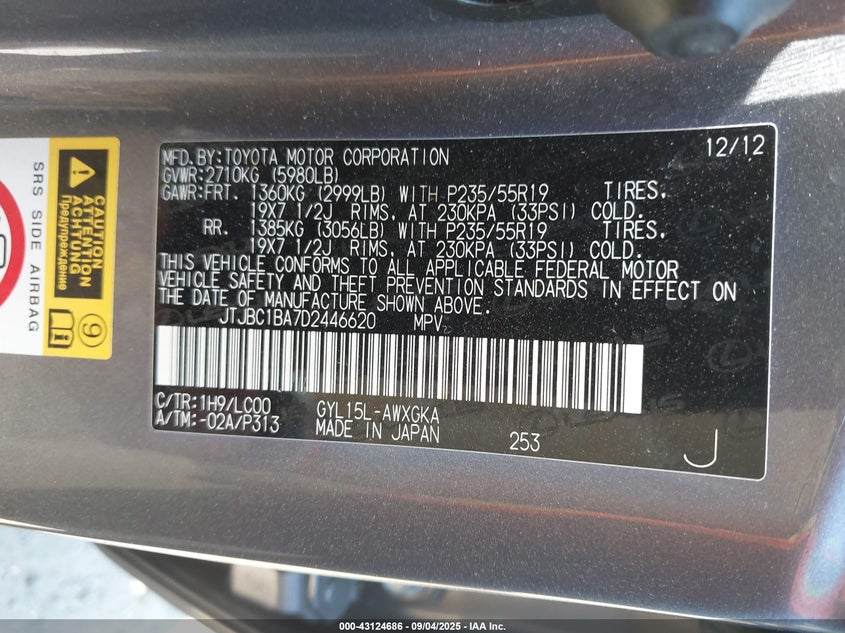 MFD.BY:TOYOTA MOTOR CORPORATION 12/12
GVWR:2710KG (5980LB)
GAWR:FRT. 1360KG (2999LB) WITH P235/55R19 TIRES,
19X7 1/2J RIMS, AT 230KPA (33PSI) COLD.
RR. 1385KG (3056LB) WITH P235/55R19 TIRES,
19X7 1/2J RIMS, AT 230KPA (33PSI) COLD.
THIS VEHICLE CONFORMS TO ALL APPLICABLE FEDERAL MOTOR
VEHICLE SAFETY AND THEFT PREVENTION STANDARDS IN EFFECT ON
THE DATE OF MANUFACTURE SHOWN ABOVE.
JTJBC1BA7D2446620 MPV
C/TR:1H9/LC00 GYL15L-AWXGKA
A/TM:-02A/P313 MADE IN JAPAN 253 J
SRS SIDE AIRBAG
CAUTION
ATTENTION
ACHTUNG
Предупреждение
9
000-43124686 - 09/04/2025 - IAA Inc.